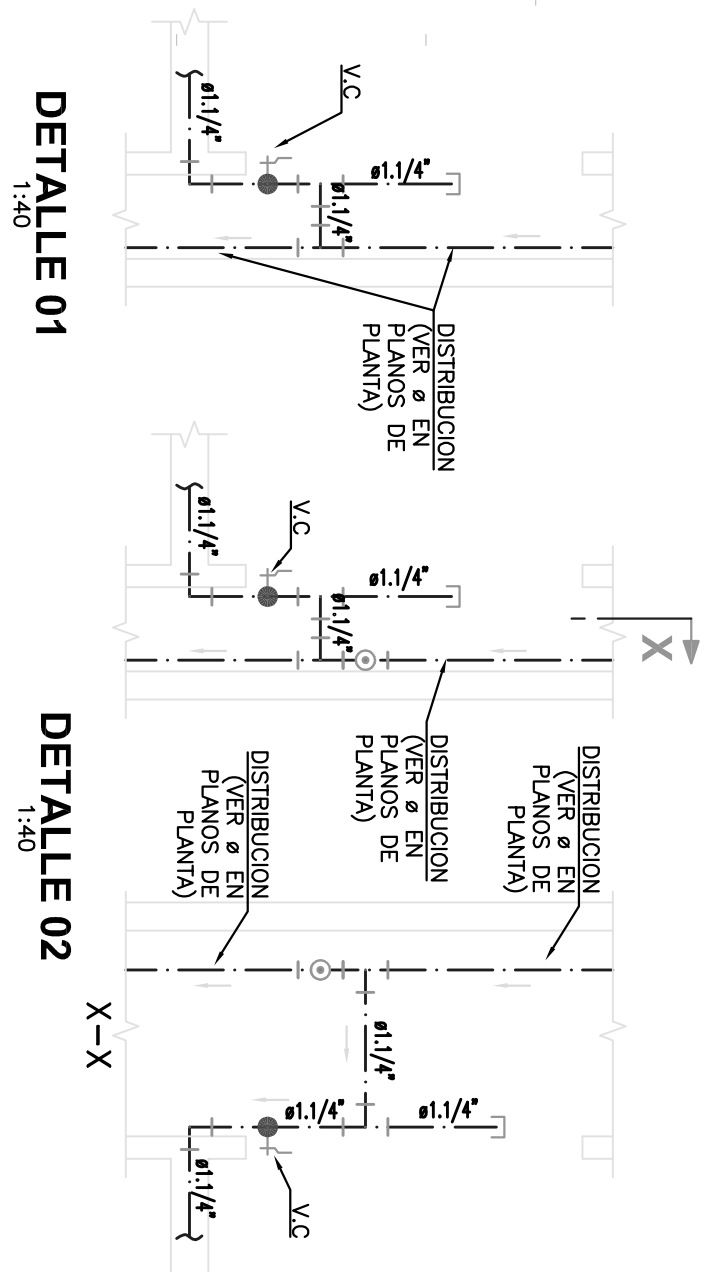 V.C
ø1.1/4"
ø1.1/4"
ø1.1/4"
DISTRIBUCION
(VER ø EN
PLANOS DE
PLANTA)
DETALLE 01
1:40
V.C
ø1.1/4"
ø1.1/4"
ø1.1/4"
X
DISTRIBUCION
(VER ø EN
PLANOS DE
PLANTA)
DISTRIBUCION
(VER ø EN
PLANOS DE
PLANTA)
DISTRIBUCION
(VER ø EN
PLANOS DE
PLANTA)
DETALLE 02
1:40
X-X
ø1.1/4"
ø1.1/4"
ø1.1/4"
ø1.1/4"
V.C